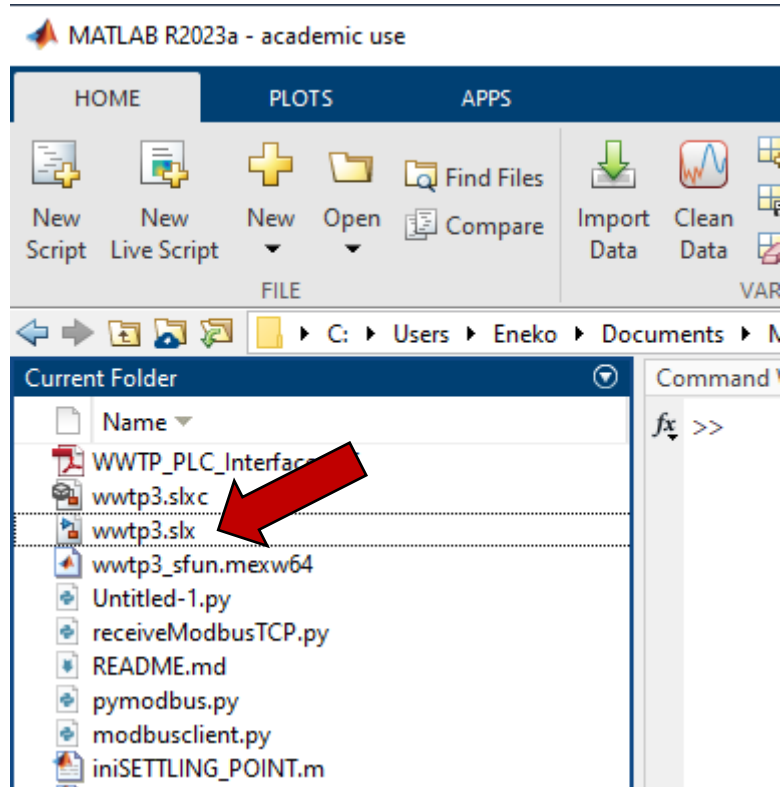 MATLAB R2023a - academic use
HOME PLOTS APPS
New Script
New Live Script
New
Open
Find Files
Compare
Import Data
Clean Data
FILE
VAR
C: Users Eneko Documents
Current Folder
Command
Name
fx >>
wwtp3.slxc
wwtp3.slx
wwtp3_sfun.mexw64
Untitled-1.py
receiveModbusTCP.py
README.md
pymodbus.py
modbusclient.py
iniSETTLING_POINT.m